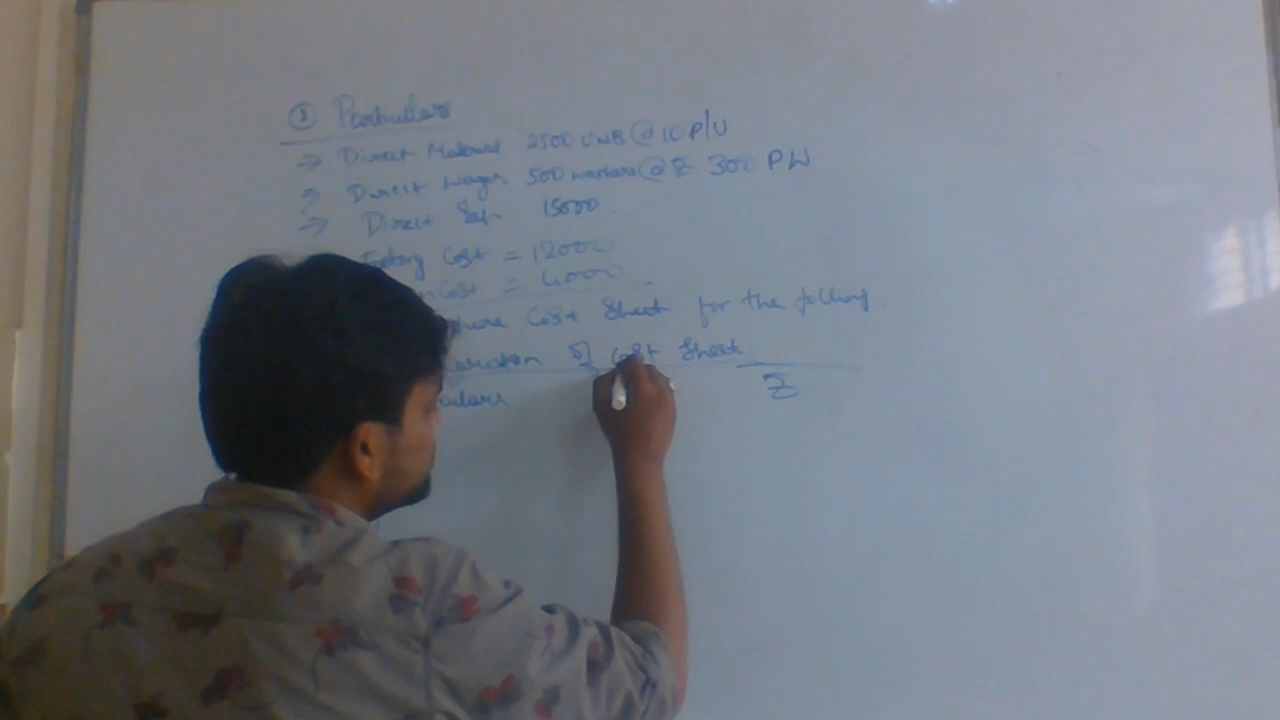 ① Particulars
→ Direct Material 2500 units @ 10 P/U
→ Direct wages 500 workers @ ₹ 300 PW
→ Direct Exp. 15000
Factory Cost = 12000
Cost = 4000
Cost Sheet for the following.
of Cost Sheet
₹